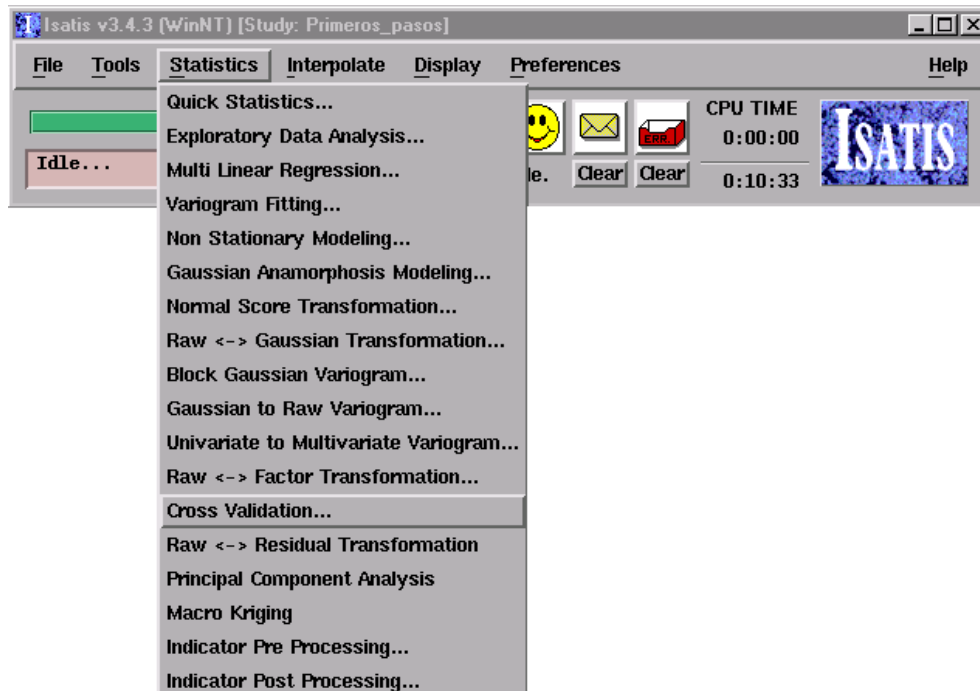 Isatis v3.4.3 (WinNT) [Study: Primeros_pasos]
File Tools Statistics Interpolate Display Preferences Help
Quick Statistics...
Exploratory Data Analysis...
Multi Linear Regression...
Variogram Fitting...
Non Stationary Modeling...
Gaussian Anamorphosis Modeling...
Normal Score Transformation...
Raw <-> Gaussian Transformation...
Block Gaussian Variogram...
Gaussian to Raw Variogram...
Univariate to Multivariate Variogram...
Raw <-> Factor Transformation...
Cross Validation...
Raw <-> Residual Transformation
Principal Component Analysis
Macro Kriging
Indicator Pre Processing...
Indicator Post Processing...
Idle...
ERR.
Clear Clear
CPU TIME
0:00:00
0:10:33
ISATIS